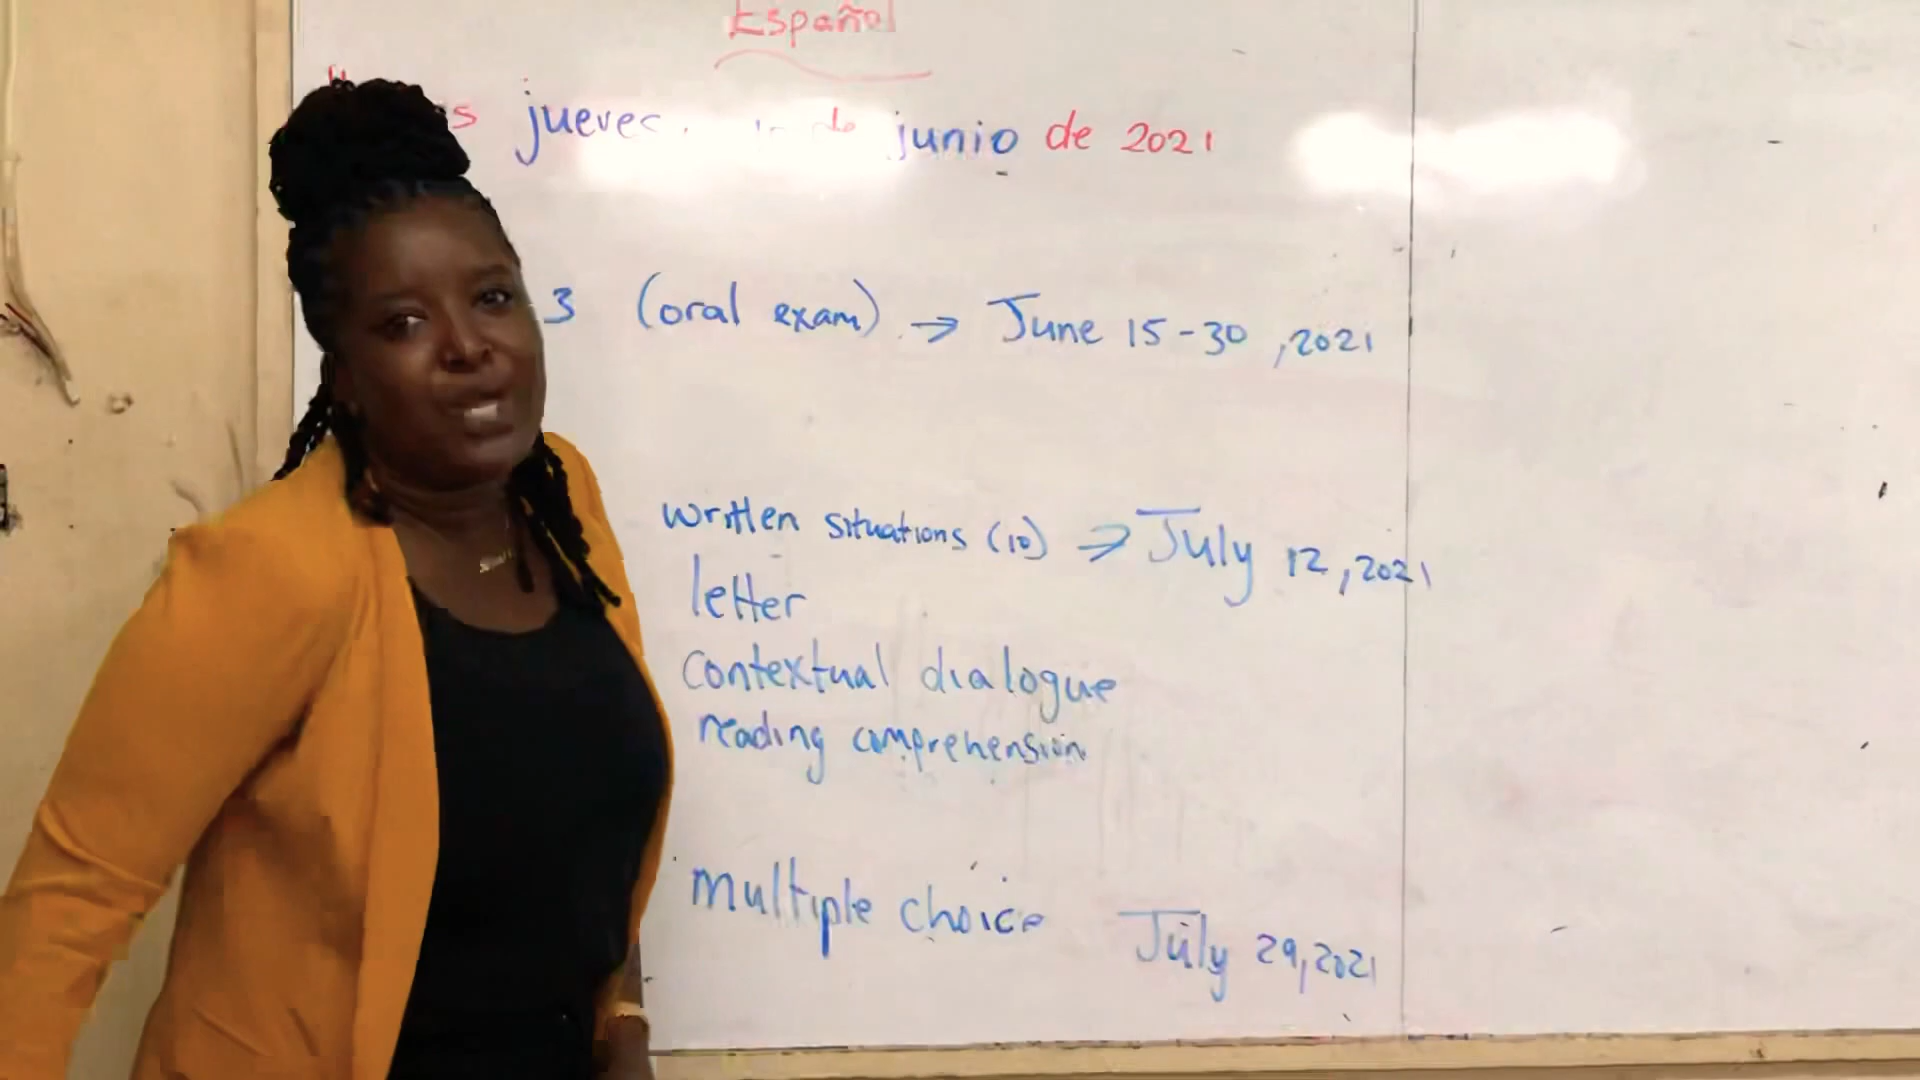 Español
jueves, de junio de 2021
3 (oral exam) → June 15-30, 2021
written situations (10) → July 12, 2021
letter
contextual dialogue
reading comprehension
multiple choice July 29, 2021